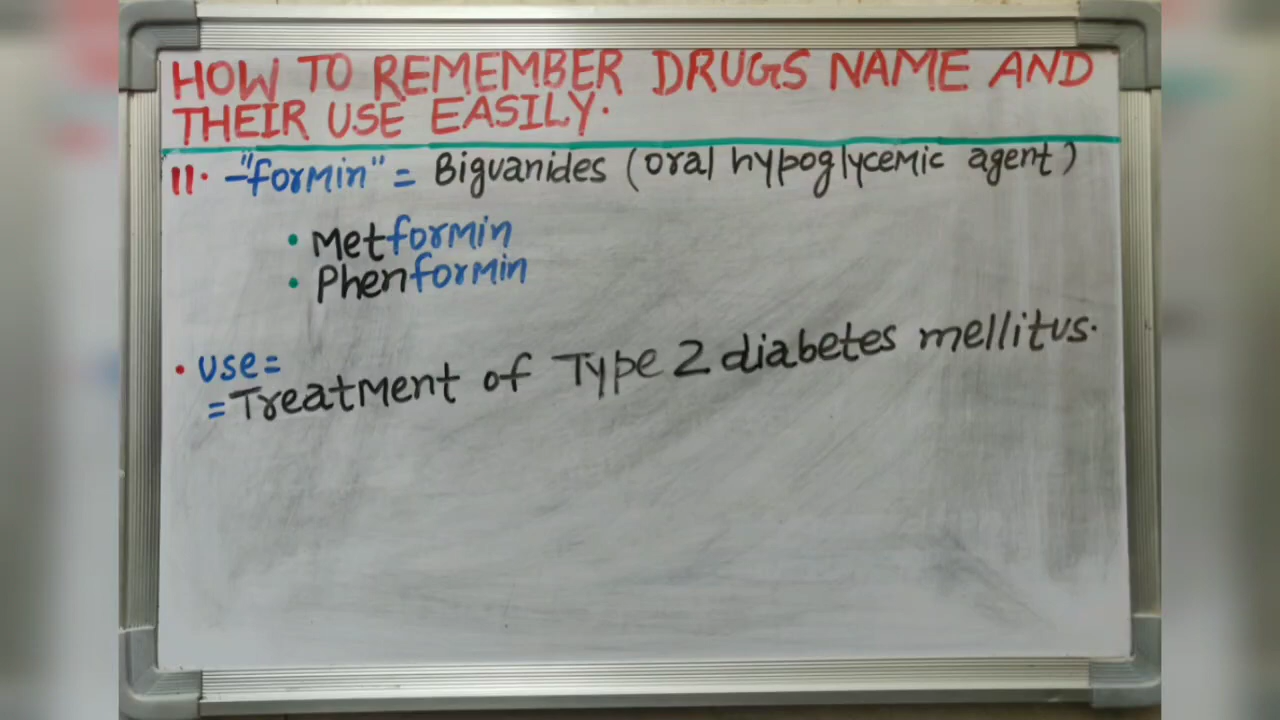 HOW TO REMEMBER DRUGS NAME AND
THEIR USE EASILY.
11. -"formin" = Biguanides (oral hypoglycemic agent)
• Metformin
• Phenformin
• USE=
=Treatment of Type 2 diabetes mellitus.